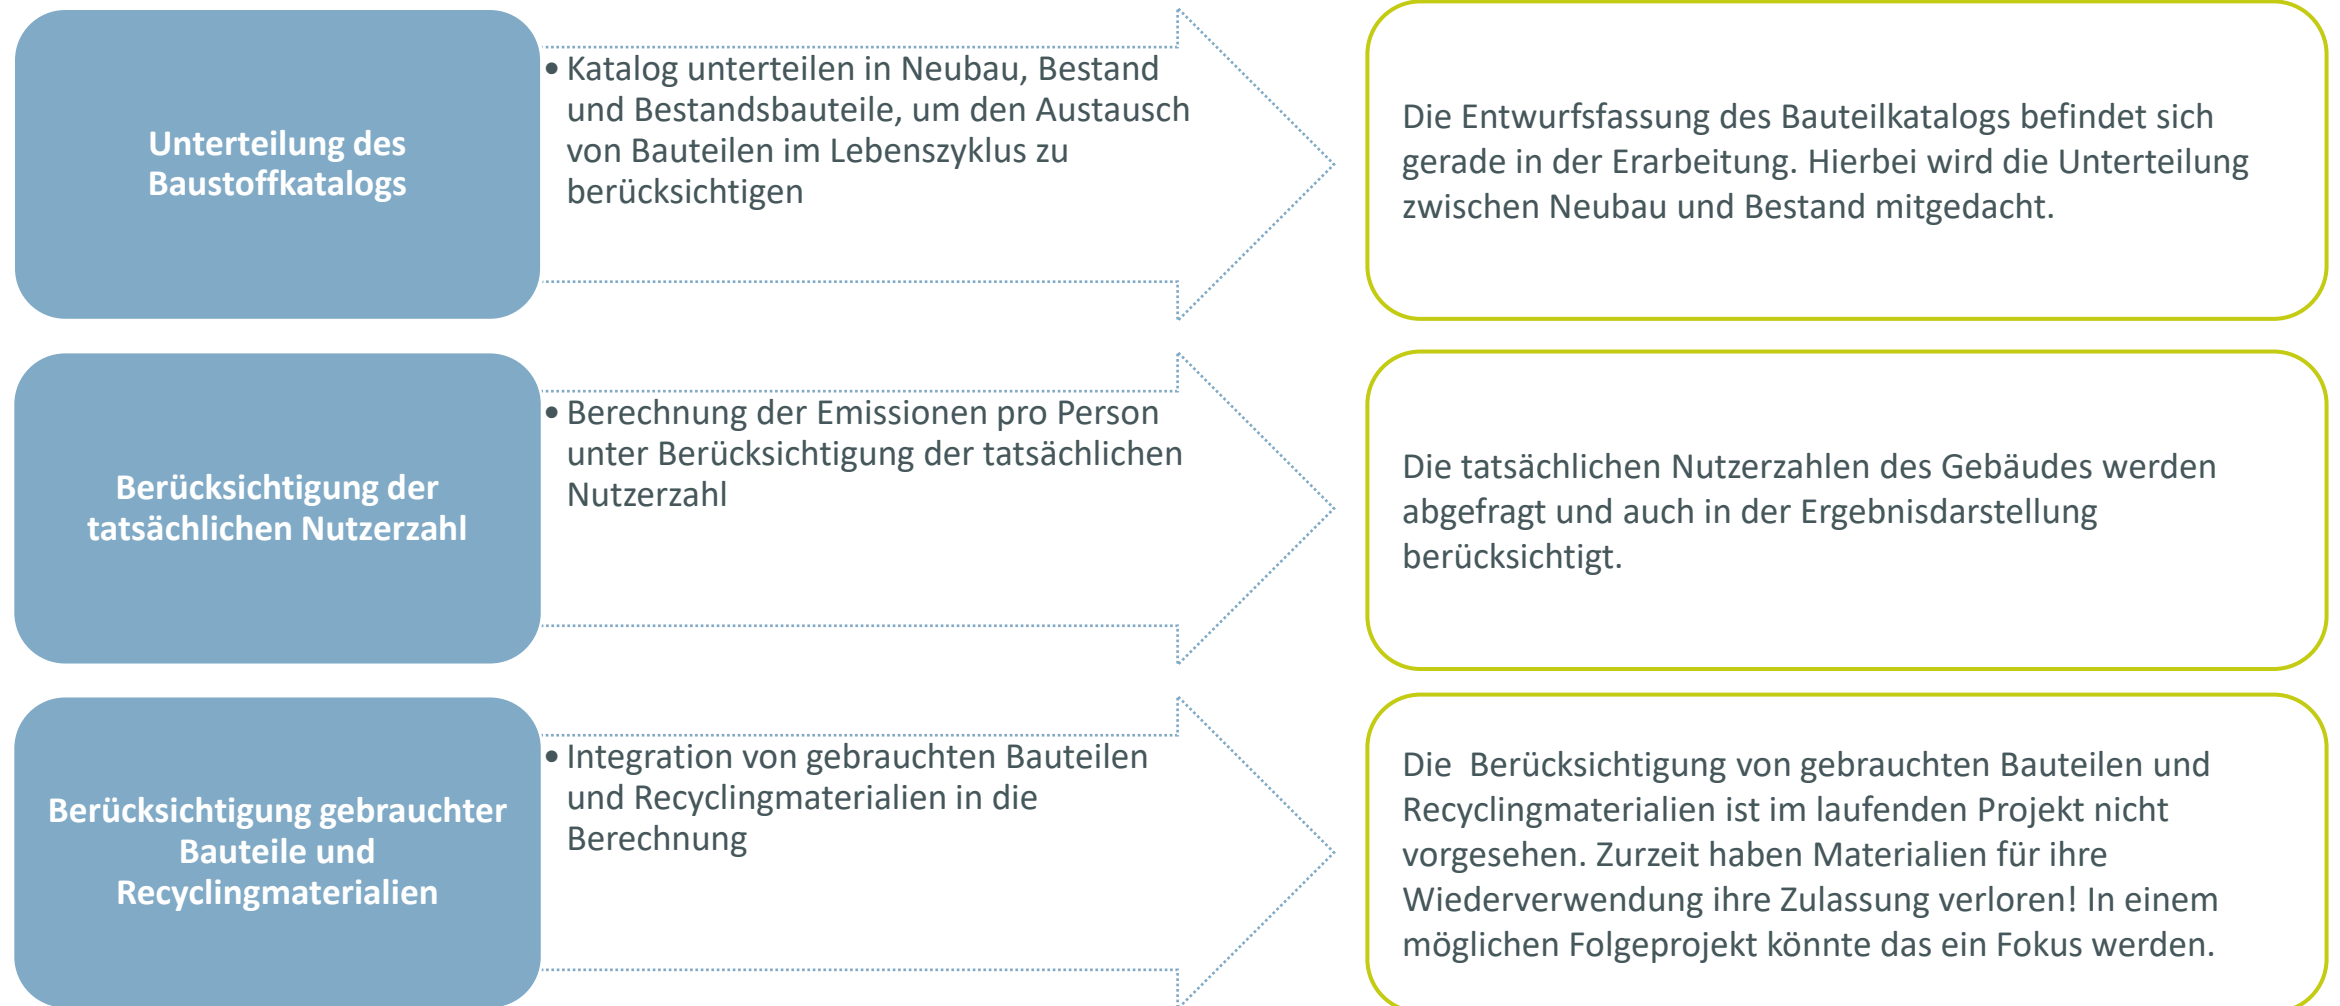 Unterteilung des
Baustoffkatalogs
• Katalog unterteilen in Neubau, Bestand
und Bestandsbauteile, um den Austausch
von Bauteilen im Lebenszyklus zu
berücksichtigen
Die Entwurfsfassung des Bauteilkatalogs befindet sich
gerade in der Erarbeitung. Hierbei wird die Unterteilung
zwischen Neubau und Bestand mitgedacht.
Berücksichtigung der
tatsächlichen Nutzerzahl
• Berechnung der Emissionen pro Person
unter Berücksichtigung der tatsächlichen
Nutzerzahl
Die tatsächlichen Nutzerzahlen des Gebäudes werden
abgefragt und auch in der Ergebnisdarstellung
berücksichtigt.
Berücksichtigung gebrauchter
Bauteile und
Recyclingmaterialien
• Integration von gebrauchten Bauteilen
und Recyclingmaterialien in die
Berechnung
Die  Berücksichtigung von gebrauchten Bauteilen und
Recyclingmaterialien ist im laufenden Projekt nicht
vorgesehen. Zurzeit haben Materialien für ihre
Wiederverwendung ihre Zulassung verloren! In einem
möglichen Folgeprojekt könnte das ein Fokus werden.